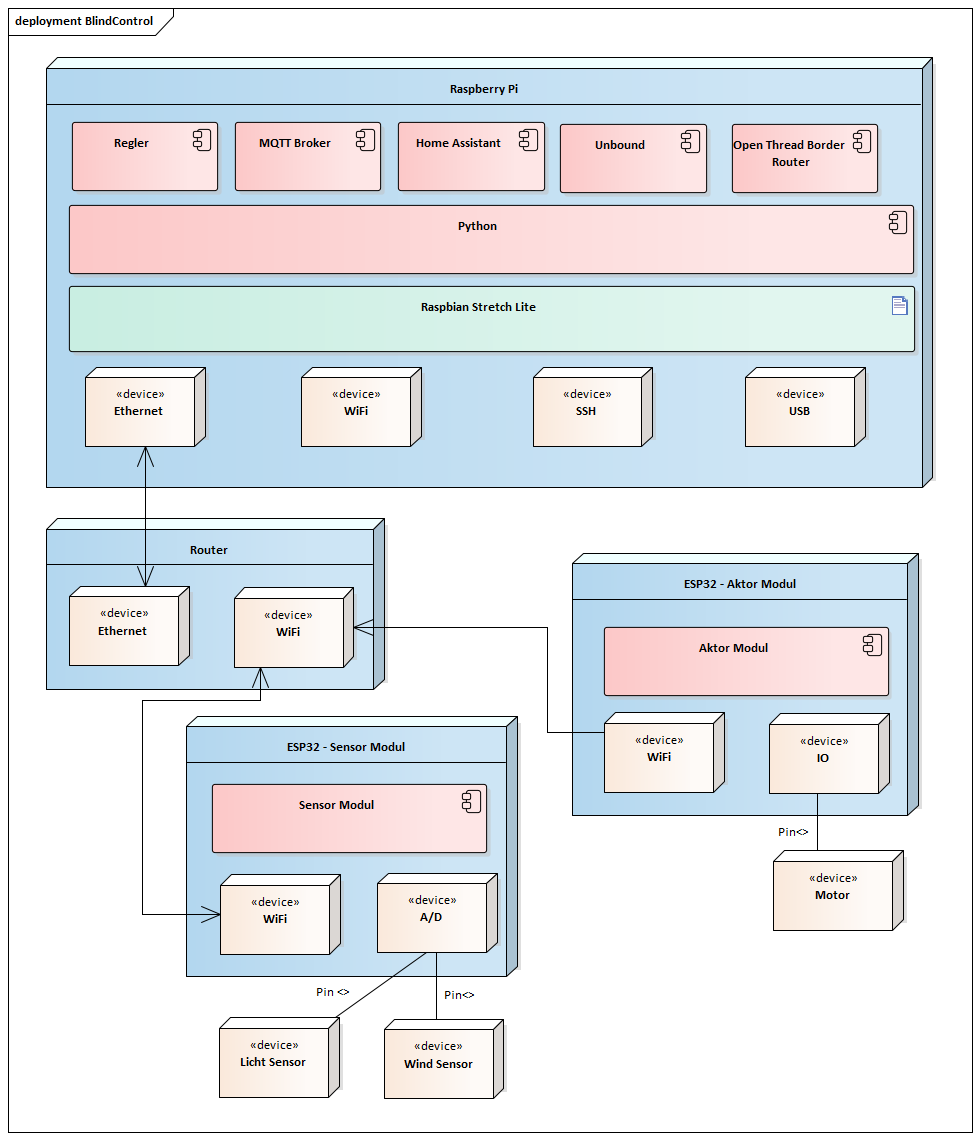 deployment BlindControl
Raspberry Pi
Regler
MQTT Broker
Home Assistant
Unbound
Open Thread Border
Router
Python
Raspbian Stretch Lite
«device»
Ethernet
«device»
WiFi
«device»
SSH
«device»
USB
Router
«device»
Ethernet
«device»
WiFi
ESP32 - Aktor Modul
Aktor Modul
«device»
WiFi
«device»
IO
Pin<>
«device»
Motor
ESP32 - Sensor Modul
Sensor Modul
«device»
WiFi
«device»
A/D
Pin <>
Pin<>
«device»
Licht Sensor
«device»
Wind Sensor